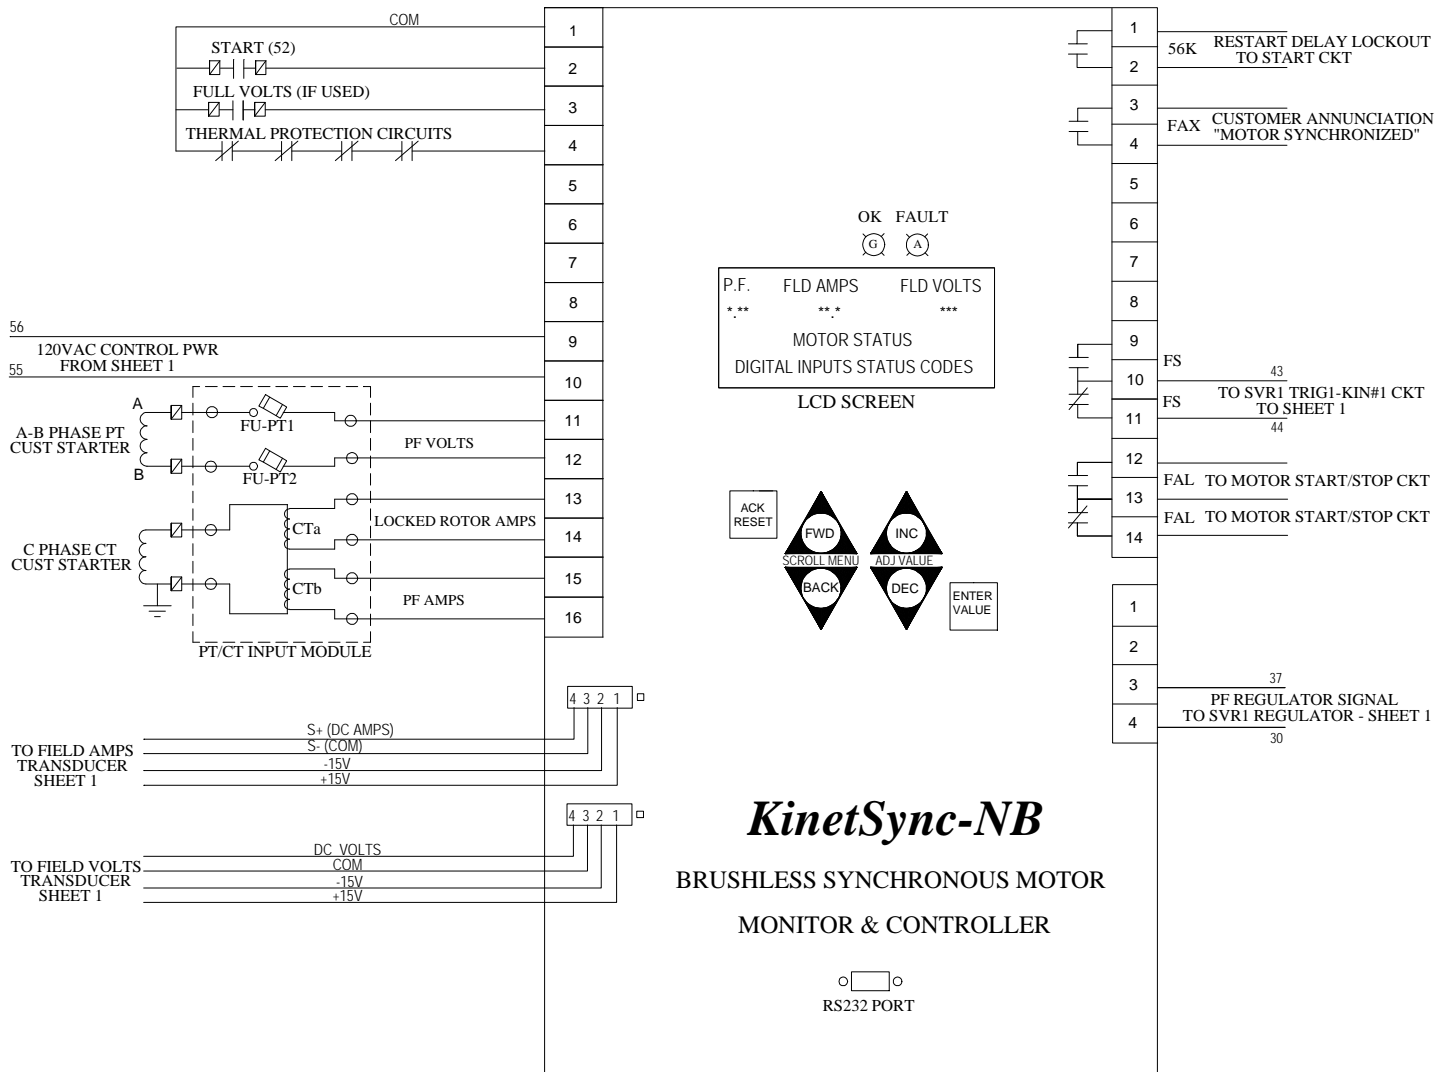 COM
START (52)
FULL VOLTS (IF USED)
THERMAL PROTECTION CIRCUITS
1
2
3
4
5
6
7
8
9
10
11
12
13
14
15
16
56
120VAC CONTROL PWR
FROM SHEET 1
55
A
A-B PHASE PT
CUST STARTER
B
FU-PT1
FU-PT2
PF VOLTS
C PHASE CT
CUST STARTER
CTa
LOCKED ROTOR AMPS
CTb
PF AMPS
PT/CT INPUT MODULE
4 3 2 1
S+ (DC AMPS)
S- (COM)
-15V
+15V
TO FIELD AMPS
TRANSDUCER
SHEET 1
4 3 2 1
DC VOLTS
COM
-15V
+15V
TO FIELD VOLTS
TRANSDUCER
SHEET 1
OK FAULT
G A
P.F. FLD AMPS FLD VOLTS
*.** **.* ***
MOTOR STATUS
DIGITAL INPUTS STATUS CODES
LCD SCREEN
ACK
RESET
FWD
SCROLL MENU
BACK
INC
ADJ VALUE
DEC
ENTER
VALUE
KinetSync-NB
BRUSHLESS SYNCHRONOUS MOTOR
MONITOR & CONTROLLER
RS232 PORT
1
2
3
4
5
6
7
8
9
10
11
12
13
14
56K
RESTART DELAY LOCKOUT
TO START CKT
FAX
CUSTOMER ANNUNCIATION
"MOTOR SYNCHRONIZED"
FS
43
TO SVR1 TRIG1-KIN#1 CKT
FS
TO SHEET 1
44
FAL TO MOTOR START/STOP CKT
FAL TO MOTOR START/STOP CKT
1
2
3
4
37
PF REGULATOR SIGNAL
TO SVR1 REGULATOR - SHEET 1
30